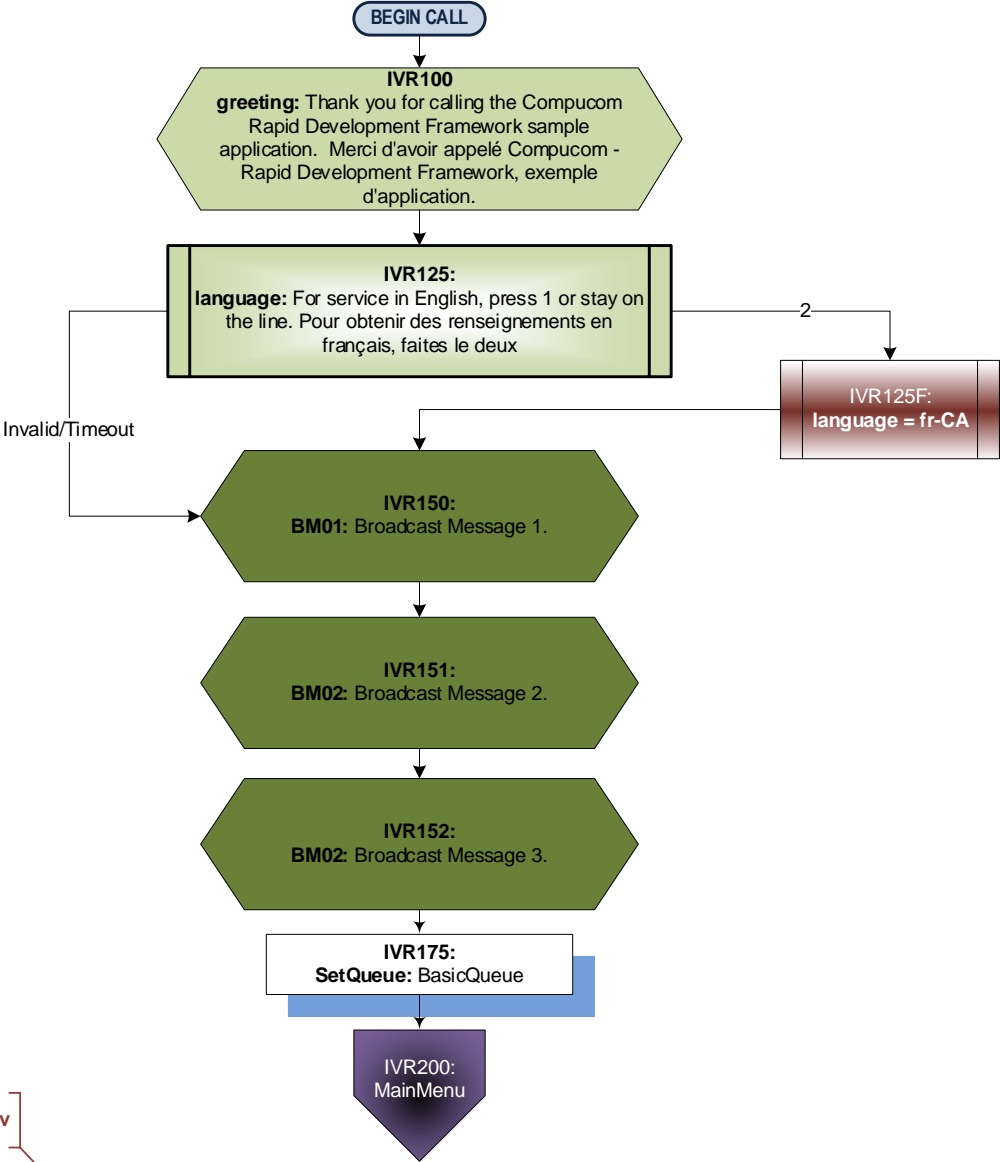 BEGIN CALL
IVR100
greeting: Thank you for calling the Compucom
Rapid Development Framework sample
application. Merci d'avoir appelé Compucom -
Rapid Development Framework, exemple
d'application.
IVR125:
language: For service in English, press 1 or stay on
the line. Pour obtenir des renseignements en
français, faites le deux
2
IVR125F:
language = fr-CA
Invalid/Timeout
IVR150:
BM01: Broadcast Message 1.
IVR151:
BM02: Broadcast Message 2.
IVR152:
BM02: Broadcast Message 3.
IVR175:
SetQueue: BasicQueue
IVR200:
MainMenu